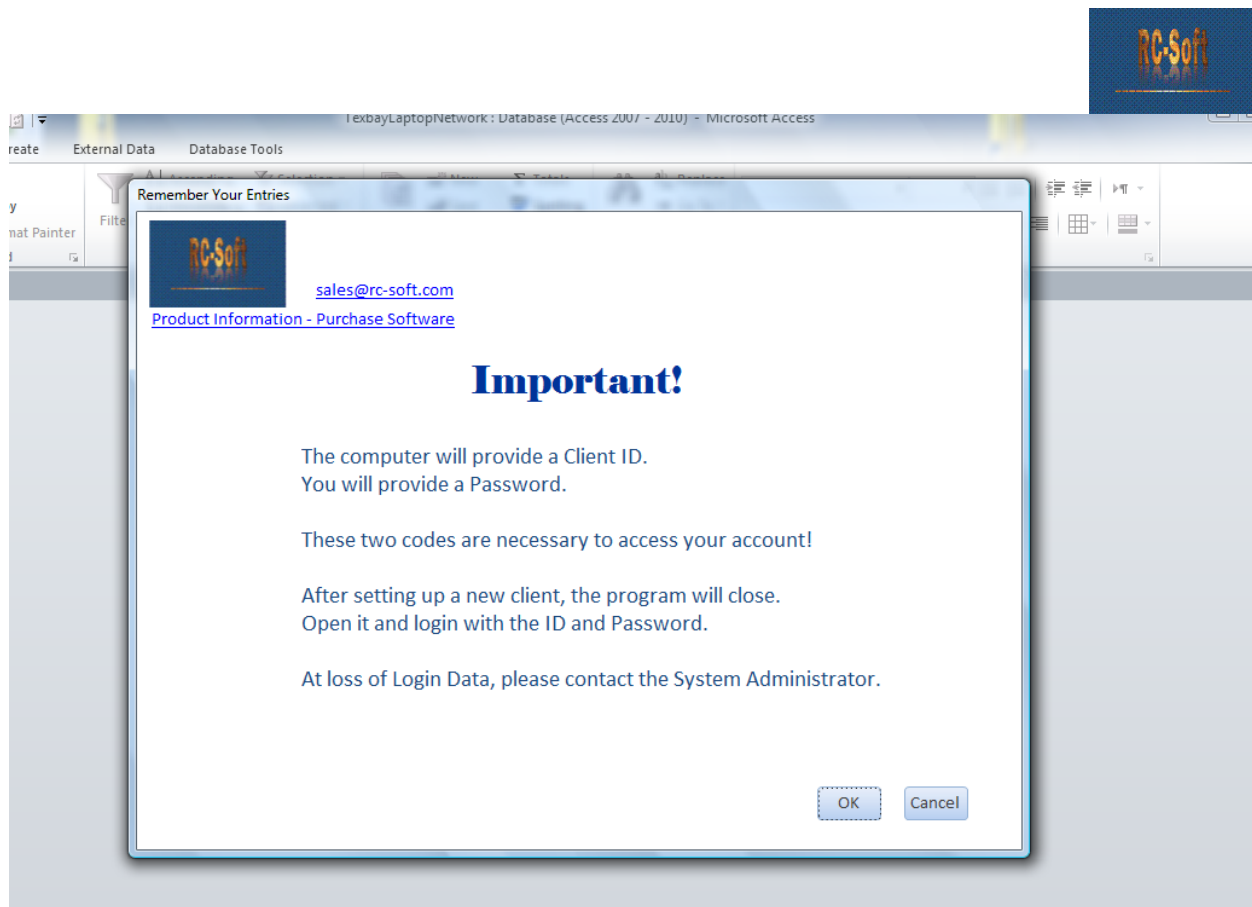 RC-Soft
TexbayLaptopNetwork : Database (Access 2007 - 2010) - Microsoft Access
reate External Data Database Tools
Remember Your Entries
y
Filte
mat Painter
RC-Soft
sales@rc-soft.com
Product Information - Purchase Software
Important!
The computer will provide a Client ID.
You will provide a Password.
These two codes are necessary to access your account!
After setting up a new client, the program will close.
Open it and login with the ID and Password.
At loss of Login Data, please contact the System Administrator.
OK Cancel